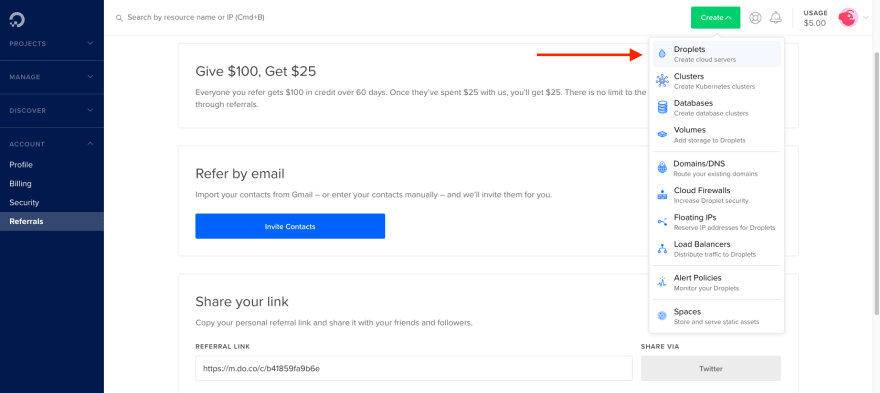 Search by resource name or IP (Cmd+B)
Create
USAGE
$5.00
PROJECTS
MANAGE
DISCOVER
ACCOUNT
Profile
Billing
Security
Referrals
Give $100, Get $25
Everyone you refer gets $100 in credit over 60 days. Once they've spent $25 with us, you'll get $25. There is no limit to the
through referrals.
Refer by email
Import your contacts from Gmail – or enter your contacts manually – and we'll invite them for you.
Invite Contacts
Share your link
Copy your personal referral link and share it with your friends and followers.
REFERRAL LINK
https://m.do.co/c/b41859fa9b6e
SHARE VIA
Twitter
Droplets
Create cloud servers
Clusters
Create Kubernetes clusters
Databases
Create database clusters
Volumes
Add storage to Droplets
Domains/DNS
Route your existing domains
Cloud Firewalls
Increase Droplet security
Floating IPs
Reserve IP addresses for Droplets
Load Balancers
Distribute traffic to Droplets
Alert Policies
Monitor your Droplets
Spaces
Store and serve static assets